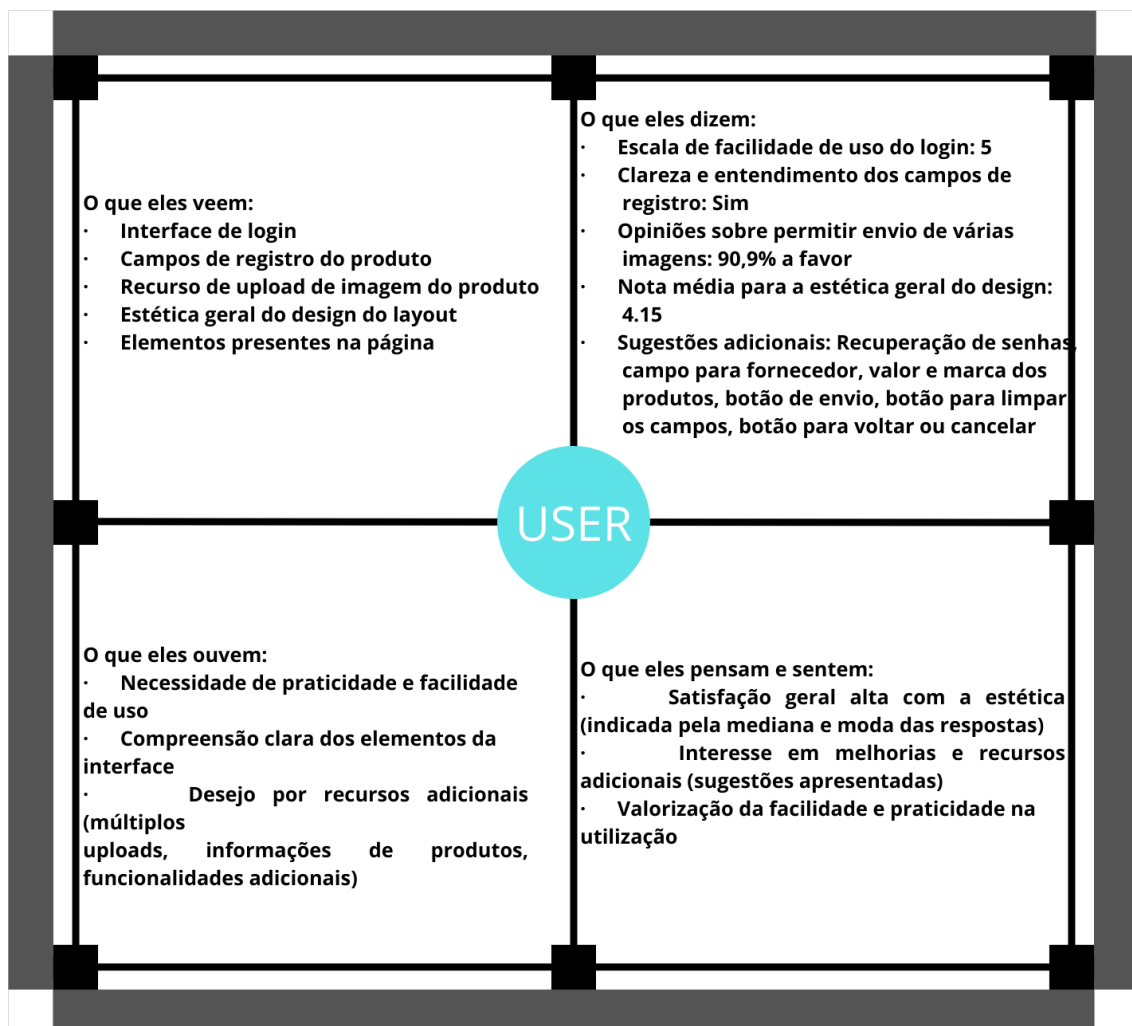 O que eles veem:
· Interface de login
· Campos de registro do produto
· Recurso de upload de imagem do produto
· Estética geral do design do layout
· Elementos presentes na página
O que eles dizem:
· Escala de facilidade de uso do login: 5
· Clareza e entendimento dos campos de
registro: Sim
· Opiniões sobre permitir envio de várias
imagens: 90,9% a favor
· Nota média para a estética geral do design:
4.15
· Sugestões adicionais: Recuperação de senhas,
campo para fornecedor, valor e marca dos
produtos, botão de envio, botão para limpar
os campos, botão para voltar ou cancelar
USER
O que eles ouvem:
· Necessidade de praticidade e facilidade
de uso
· Compreensão clara dos elementos da
interface
· Desejo por recursos adicionais
(múltiplos
uploads, informações de produtos,
funcionalidades adicionais)
O que eles pensam e sentem:
· Satisfação geral alta com a estética
(indicada pela mediana e moda das respostas)
· Interesse em melhorias e recursos
adicionais (sugestões apresentadas)
· Valorização da facilidade e praticidade na
utilização